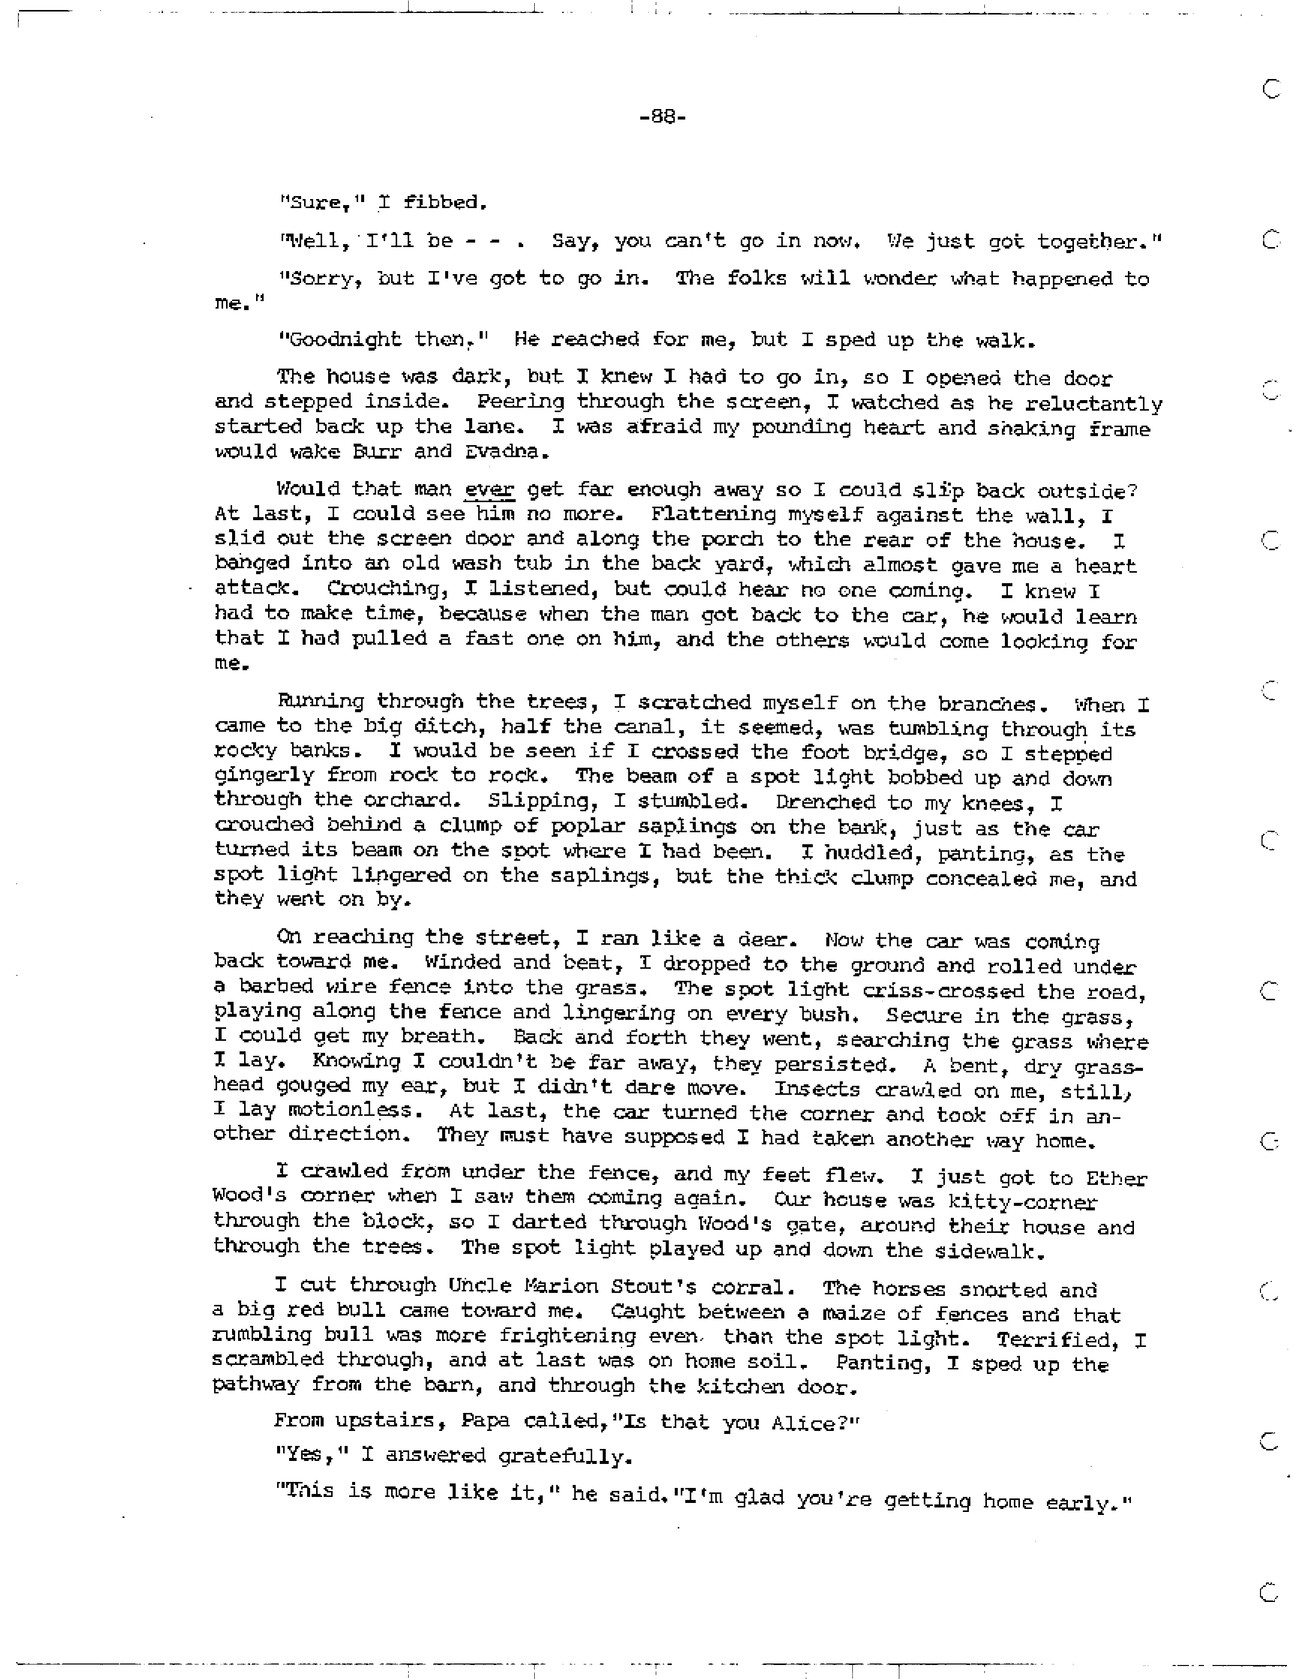 -88-
"Sure," I fibbed.
"Well, I'll be - - .  Say, you can't go in now.  We just got together."
"Sorry, but I've got to go in.  The folks will wonder what happened to
me."
"Goodnight then."  He reached for me, but I sped up the walk.
The house was dark, but I knew I had to go in, so I opened the door
and stepped inside.  Peering through the screen, I watched as he reluctantly
started back up the lane.  I was afraid my pounding heart and shaking frame
would wake Burr and Evadna.
Would that man ever get far enough away so I could slip back outside?
At last, I could see him no more.  Flattening myself against the wall, I
slid out the screen door and along the porch to the rear of the house.  I
banged into an old wash tub in the back yard, which almost gave me a heart
attack.  Crouching, I listened, but could hear no one coming.  I knew I
had to make time, because when the man got back to the car, he would learn
that I had pulled a fast one on him, and the others would come looking for
me.
Running through the trees, I scratched myself on the branches.  When I
came to the big ditch, half the canal, it seemed, was tumbling through its
rocky banks.  I would be seen if I crossed the foot bridge, so I stepped
gingerly from rock to rock.  The beam of a spot light bobbed up and down
through the orchard.  Slipping, I stumbled.  Drenched to my knees, I
crouched behind a clump of poplar saplings on the bank, just as the car
turned its beam on the spot where I had been.  I huddled, panting, as the
spot light lingered on the saplings, but the thick clump concealed me, and
they went on by.
On reaching the street, I ran like a deer.  Now the car was coming
back toward me.  Winded and beat, I dropped to the ground and rolled under
a barbed wire fence into the grass.  The spot light criss-crossed the road,
playing along the fence and lingering on every bush.  Secure in the grass,
I could get my breath.  Back and forth they went, searching the grass where
I lay.  Knowing I couldn't be far away, they persisted.  A bent, dry grass-
head gouged my ear, but I didn't dare move.  Insects crawled on me, still,
I lay motionless.  At last, the car turned the corner and took off in an-
other direction.  They must have supposed I had taken another way home.
I crawled from under the fence, and my feet flew.  I just got to Ether
Wood's corner when I saw them coming again.  Our house was kitty-corner
through the block, so I darted through Wood's gate, around their house and
through the trees.  The spot light played up and down the sidewalk.
I cut through Uncle Marion Stout's corral.  The horses snorted and
a big red bull came toward me.  Caught between a maize of fences and that
rumbling bull was more frightening even than the spot light.  Terrified, I
scrambled through, and at last was on home soil.  Panting, I sped up the
pathway from the barn, and through the kitchen door.
From upstairs, Papa called,"Is that you Alice?"
"Yes," I answered gratefully.
"This is more like it," he said."I'm glad you're getting home early."